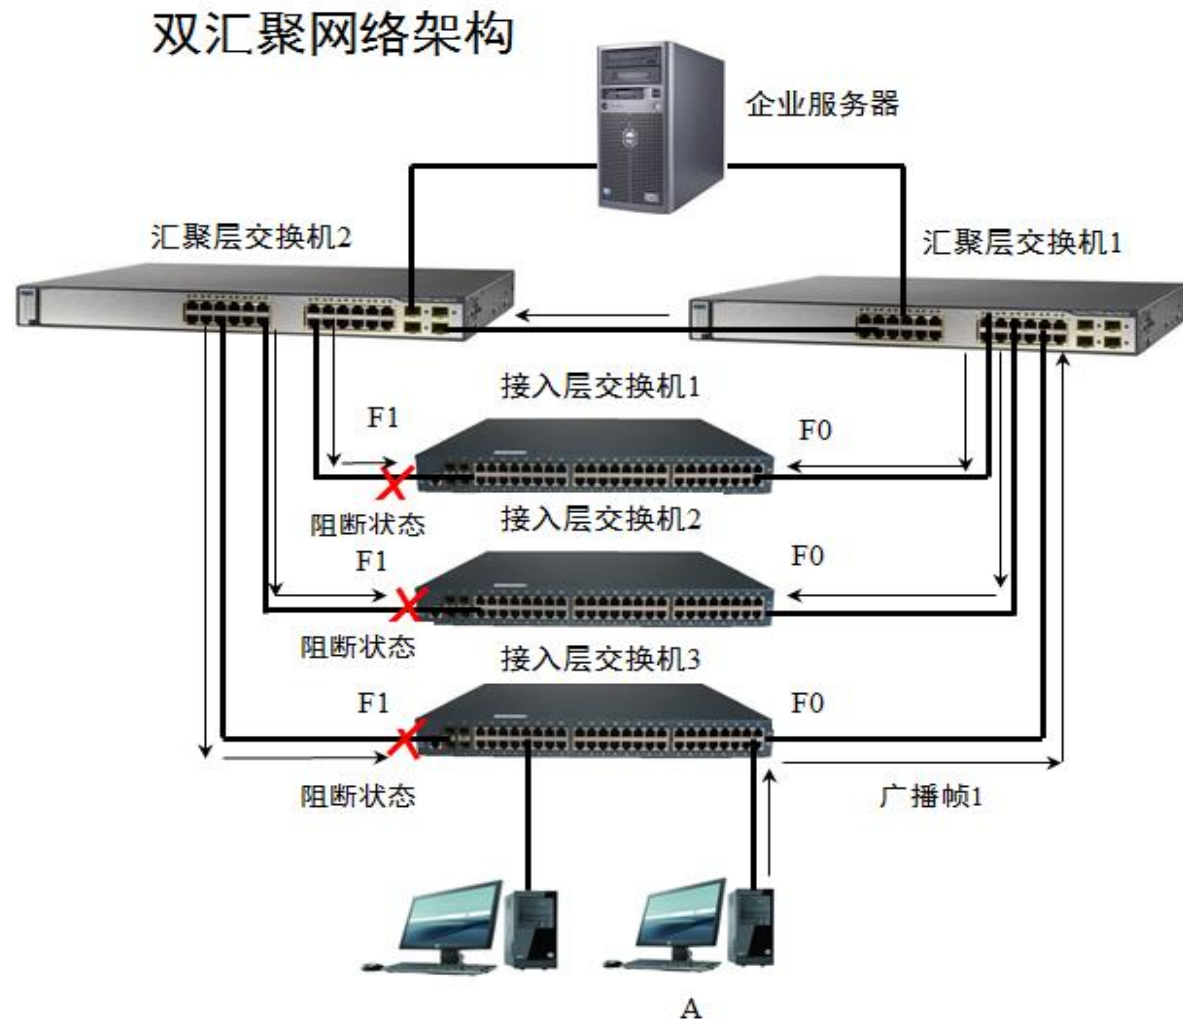 双汇聚网络架构
企业服务器
汇聚层交换机2
汇聚层交换机1
接入层交换机1
F1
F0
阻断状态
接入层交换机2
F1
F0
阻断状态
接入层交换机3
F1
F0
阻断状态
广播帧1
A